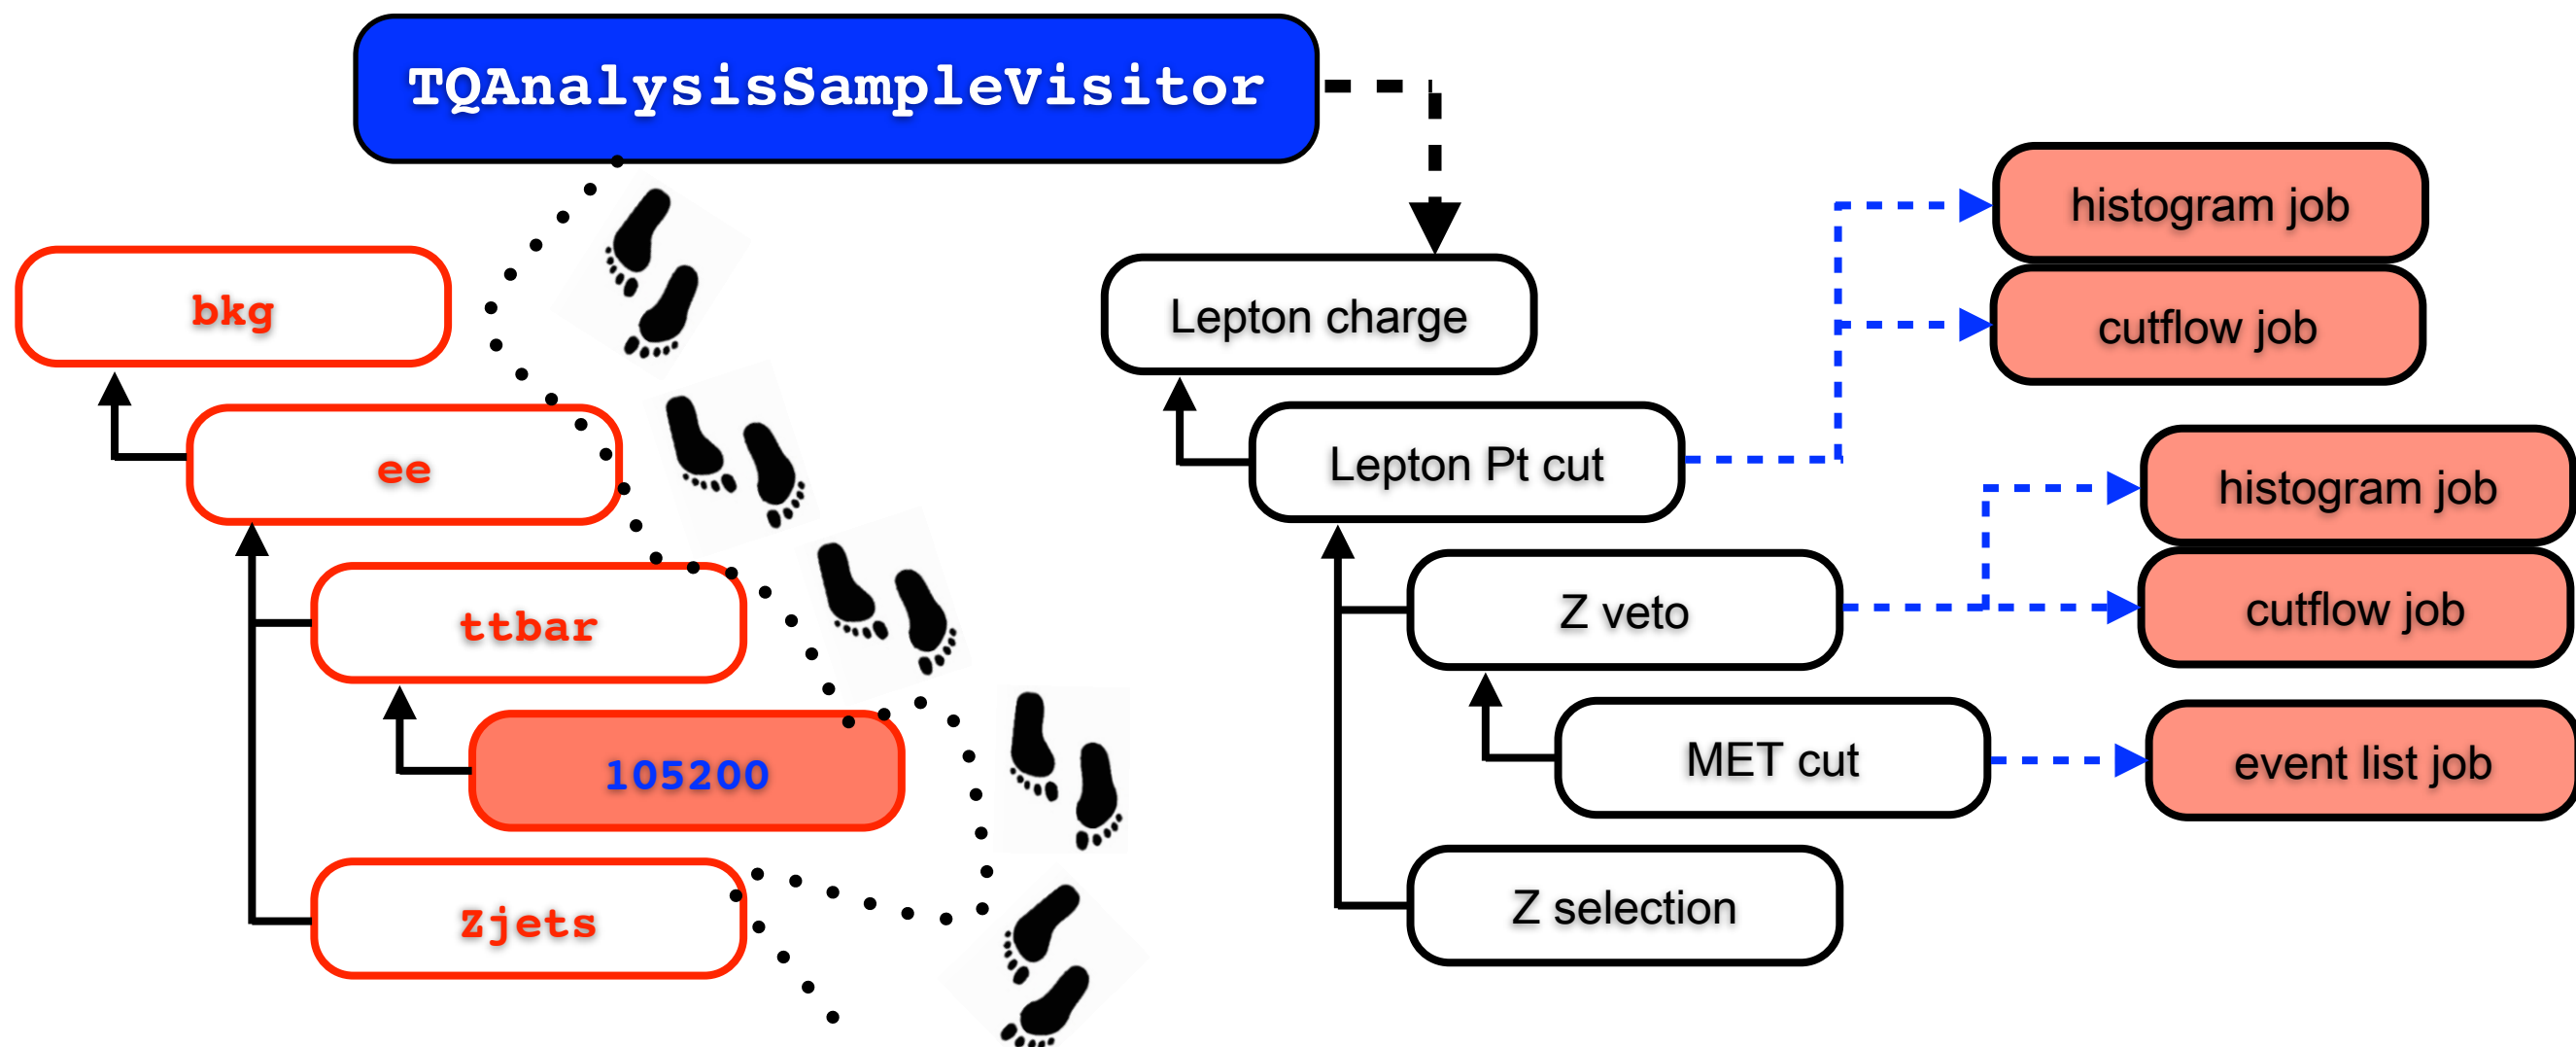 TQAnalysisSampleVisitor
bkg
ee
ttbar
105200
Zjets
Lepton charge
Lepton Pt cut
Z veto
MET cut
Z selection
histogram job
cutflow job
histogram job
cutflow job
event list job